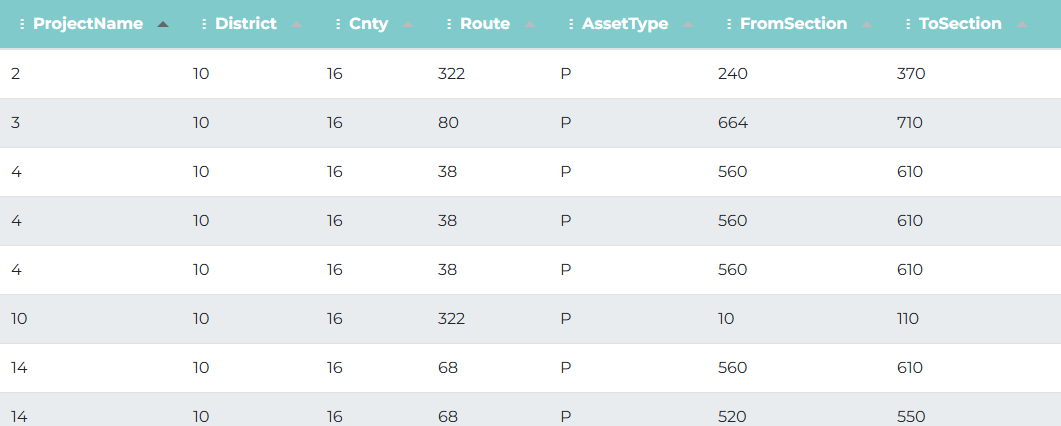 ProjectName District Cnty Route AssetType FromSection ToSection
2 10 16 322 P 240 370
3 10 16 80 P 664 710
4 10 16 38 P 560 610
4 10 16 38 P 560 610
4 10 16 38 P 560 610
10 10 16 322 P 10 110
14 10 16 68 P 560 610
14 10 16 68 P 520 550